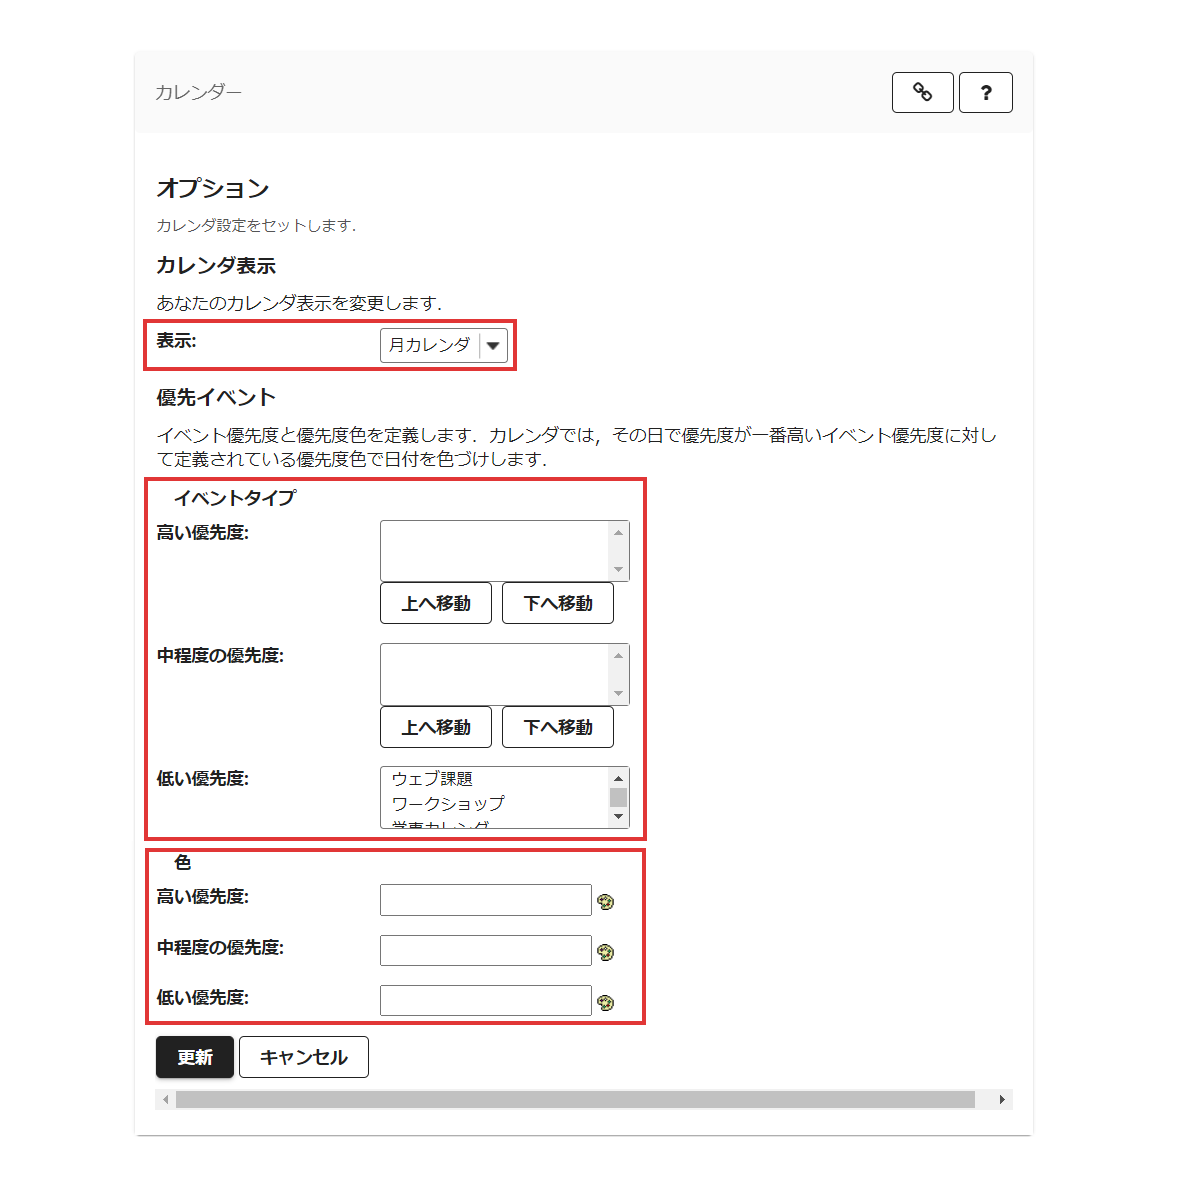 カレンダー
?
オプション
カレンダ設定をセットします.
カレンダ表示
あなたのカレンダ表示を変更します.
表示:
月カレンダ
優先イベント
イベント優先度と優先度色を定義します. カレンダでは, その日で優先度が一番高いイベント優先度に対し
て定義されている優先度色で日付を色づけします.
イベントタイプ
高い優先度:
上へ移動 下へ移動
中程度の優先度:
上へ移動 下へ移動
低い優先度:
ウェブ課題
ワークショップ
色
高い優先度:
中程度の優先度:
低い優先度:
更新 キャンセル